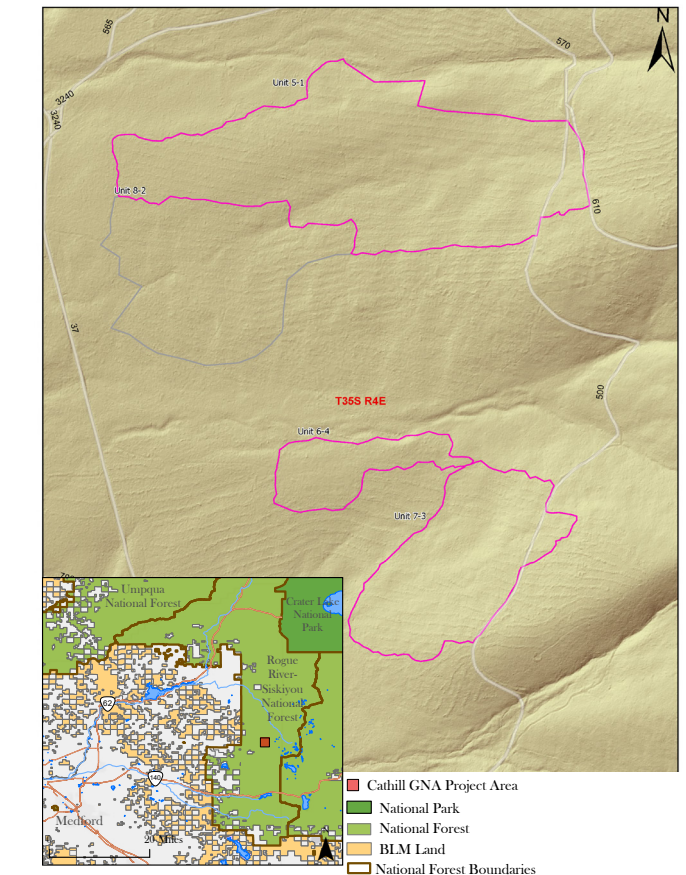 N
565
570
Unit 5-1
3240
3240
Unit 8-2
610
37
500
T35S R4E
Unit 6-4
Unit 7-3
Umpqua
National Forest
Crater Lake
National
Park
Rogue
River-
Siskiyou
National
Forest
62
140
Medford
20 Miles
Cathill GNA Project Area
National Park
National Forest
BLM Land
National Forest Boundaries